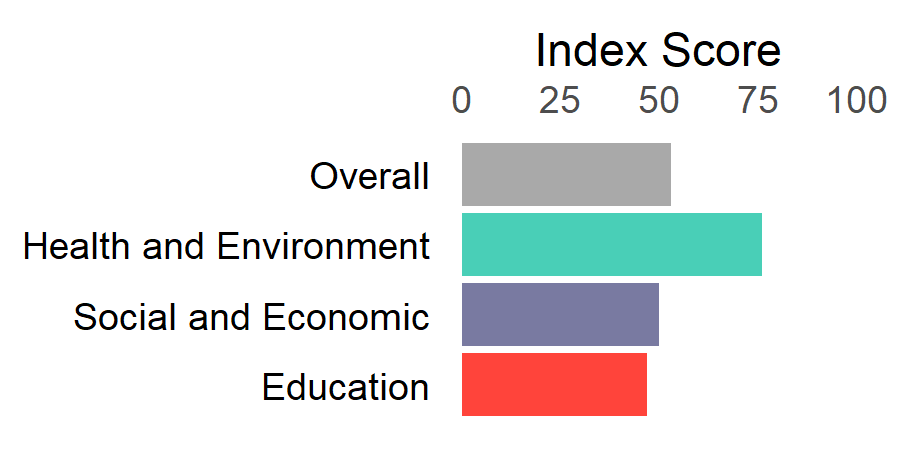 Index Score
0 25 50 75 100
Overall
Health and Environment
Social and Economic
Education